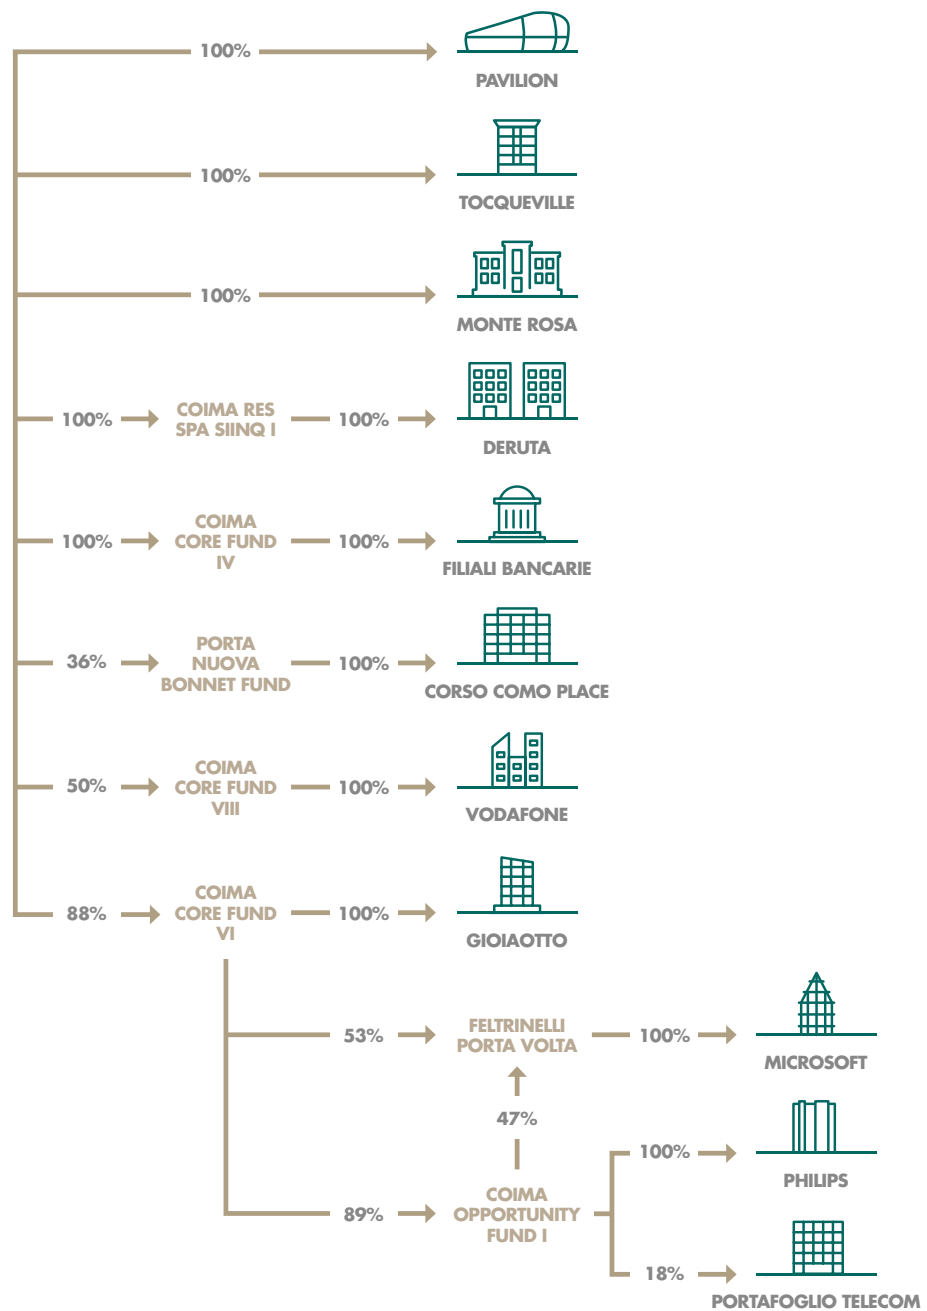 100%
PAVILION
100%
TOCQUEVILLE
100%
MONTE ROSA
100%
COIMA RES
SPA SIINQ I
100%
DERUTA
100%
COIMA
CORE FUND
IV
100%
FILIALI BANCARIE
36%
PORTA
NUOVA
BONNET FUND
100%
CORSO COMO PLACE
50%
COIMA
CORE FUND
VIII
100%
VODAFONE
88%
COIMA
CORE FUND
VI
100%
GIOIAOTTO
53%
FELTRINELLI
PORTA VOLTA
100%
MICROSOFT
47%
89%
COIMA
OPPORTUNITY
FUND I
100%
PHILIPS
18%
PORTAFOGLIO TELECOM